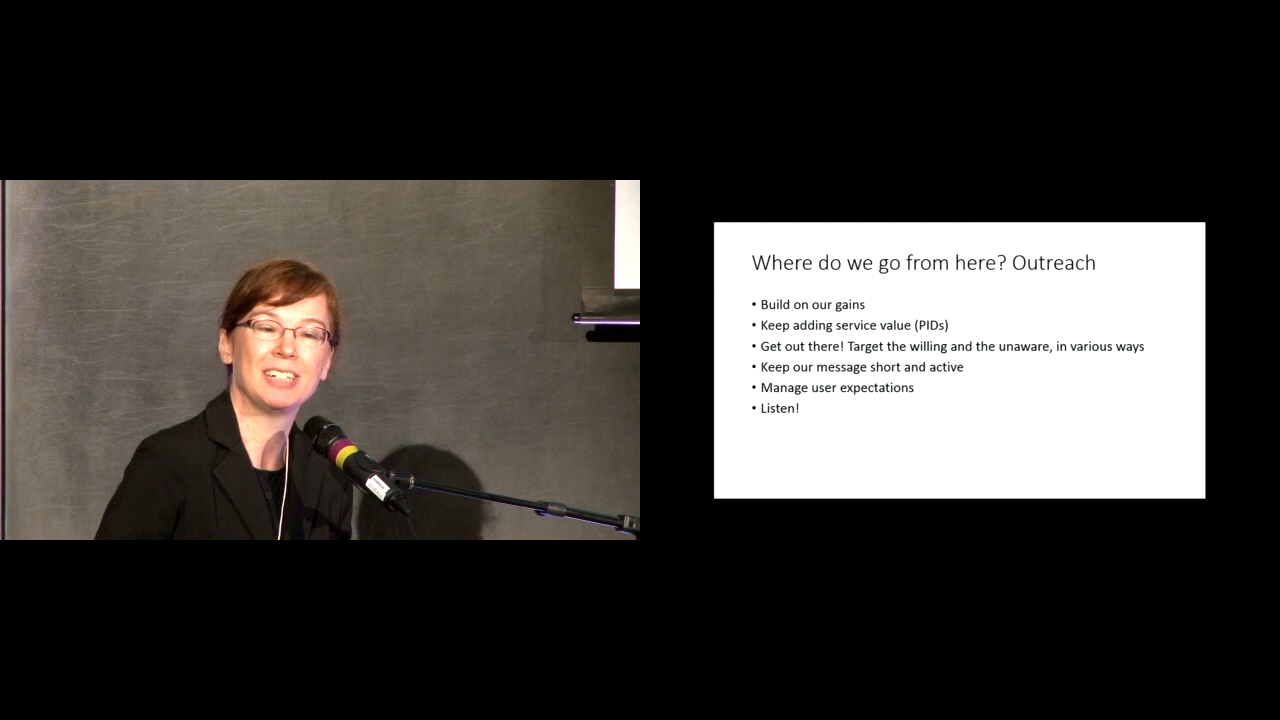 Where do we go from here? Outreach
• Build on our gains
• Keep adding service value (PIDs)
• Get out there! Target the willing and the unaware, in various ways
• Keep our message short and active
• Manage user expectations
• Listen!